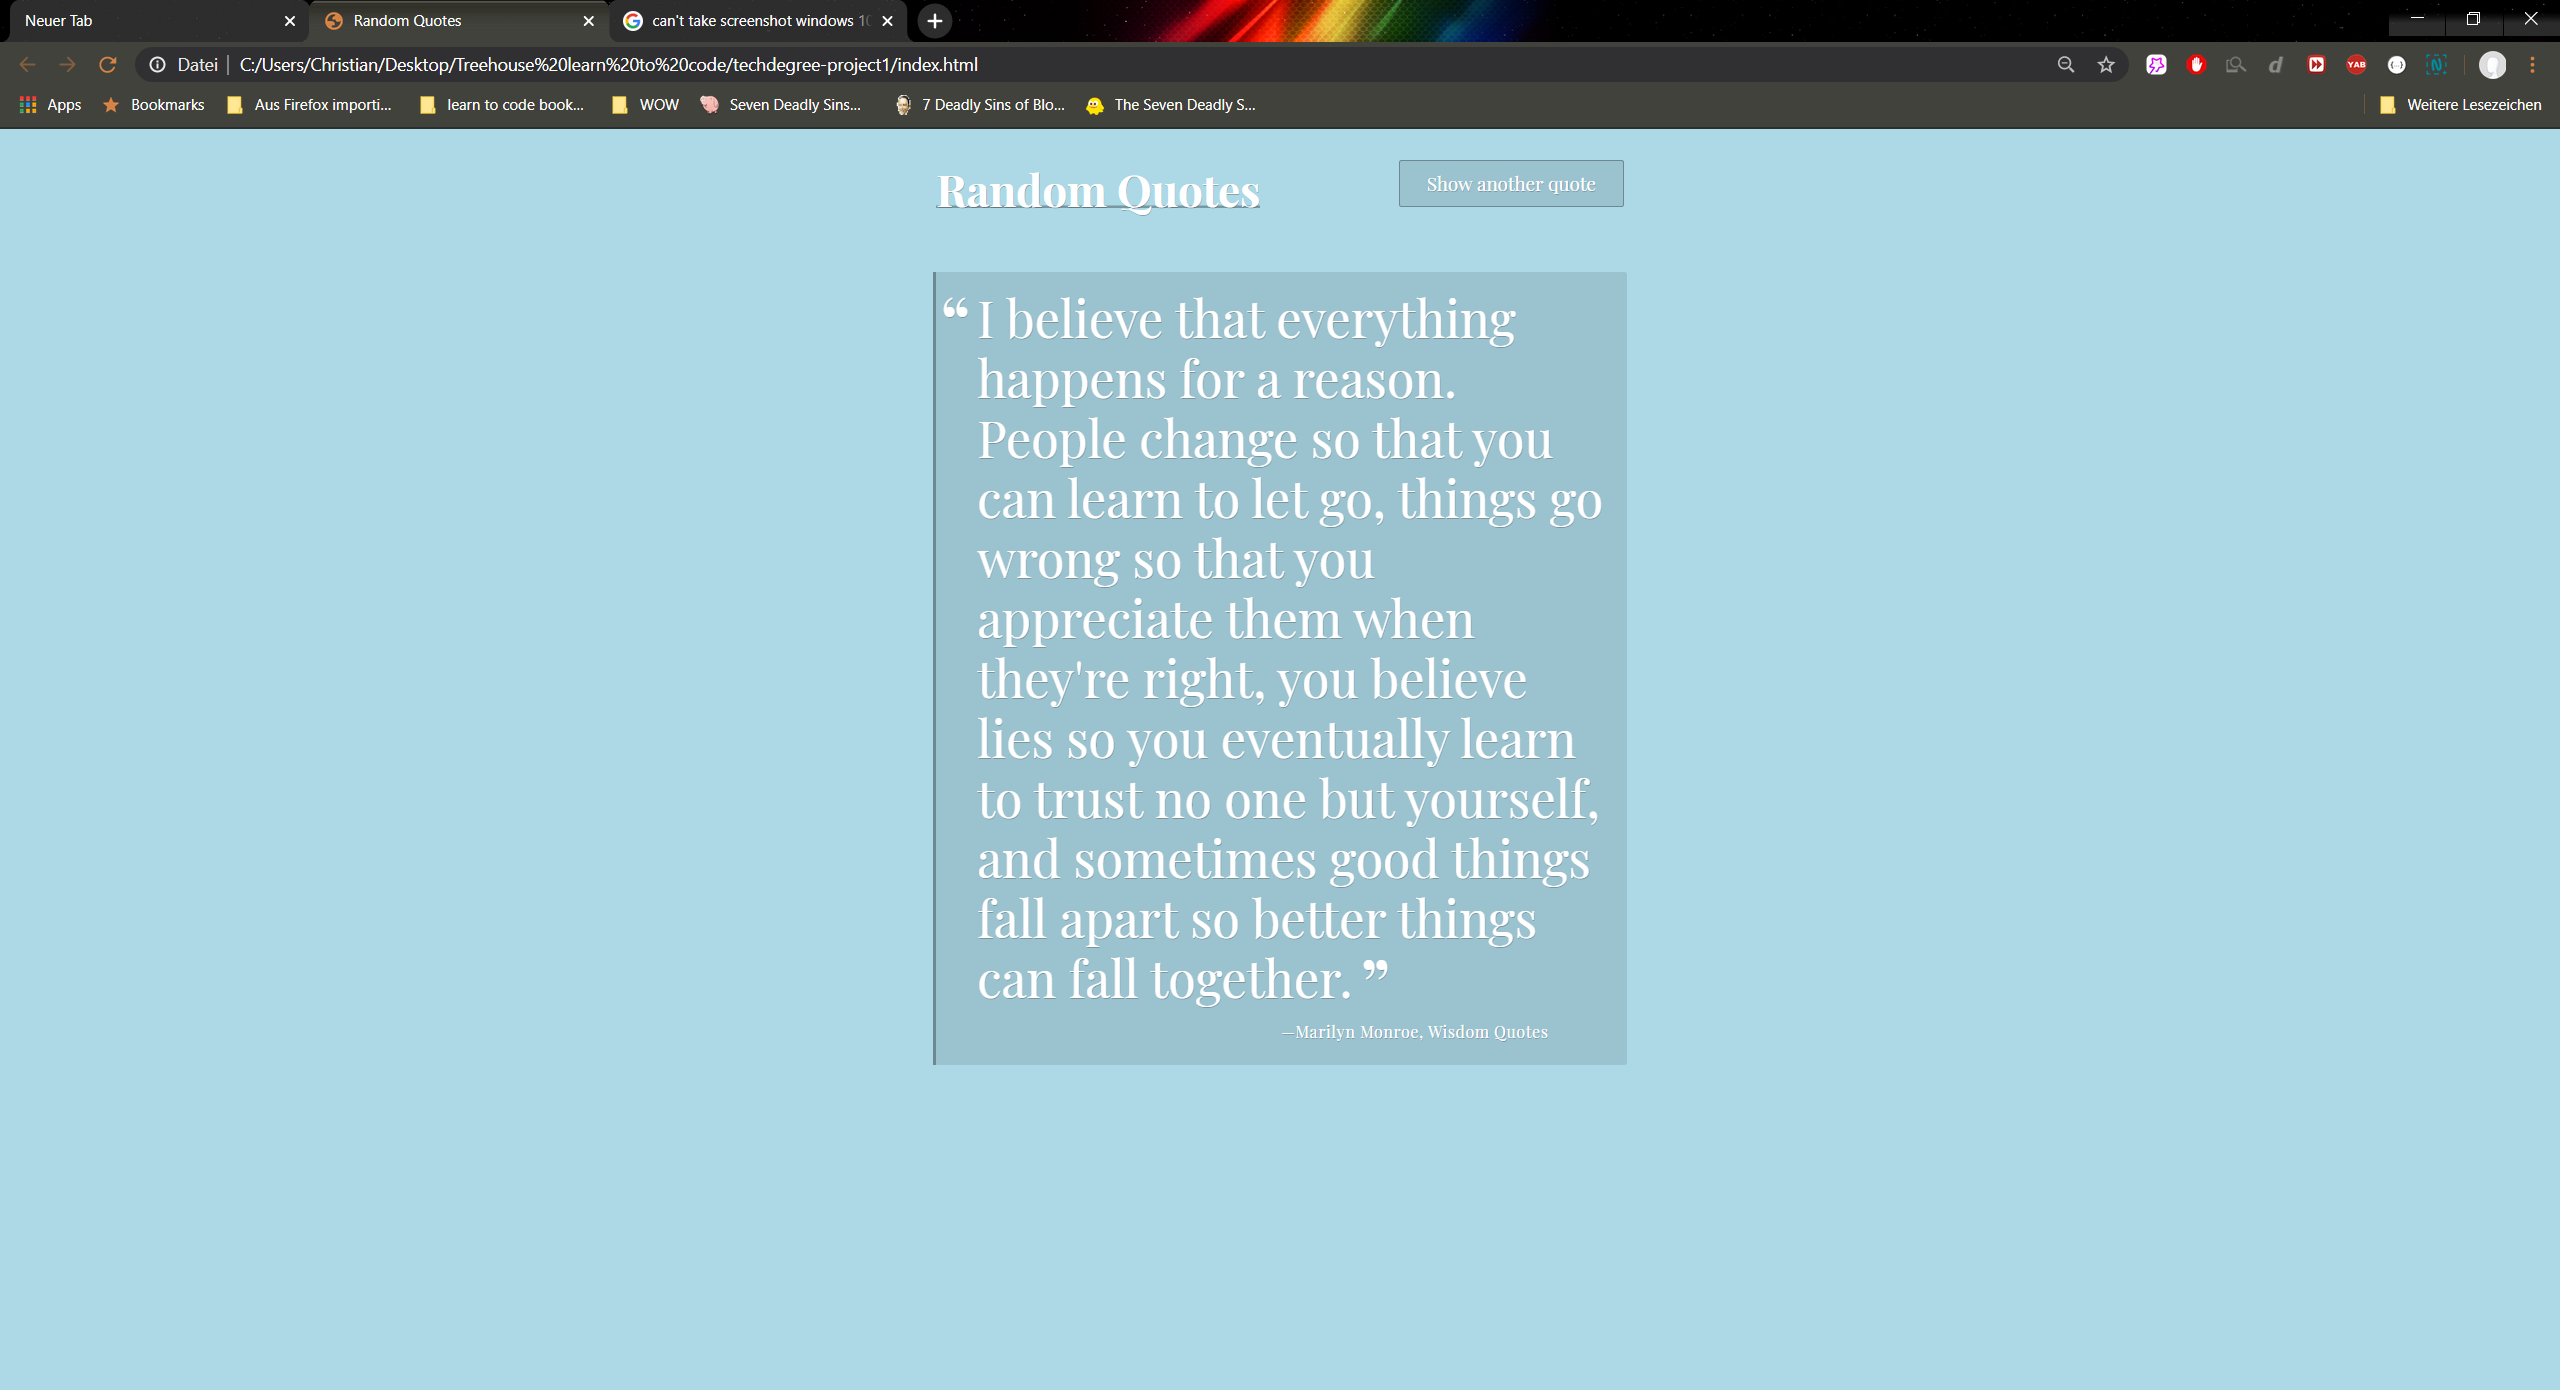 Neuer Tab
Random Quotes
can't take screenshot windows 10
Datei
C:/Users/Christian/Desktop/Treehouse%20learn%20to%20code/techdegree-project1/index.html
YAB
Apps
Bookmarks
Aus Firefox importi...
learn to code book...
WOW
Seven Deadly Sins...
7 Deadly Sins of Blo...
The Seven Deadly S...
Weitere Lesezeichen
Random Quotes
Show another quote
“ I believe that everything
happens for a reason.
People change so that you
can learn to let go, things go
wrong so that you
appreciate them when
they're right, you believe
lies so you eventually learn
to trust no one but yourself,
and sometimes good things
fall apart so better things
can fall together. ”
—Marilyn Monroe, Wisdom Quotes